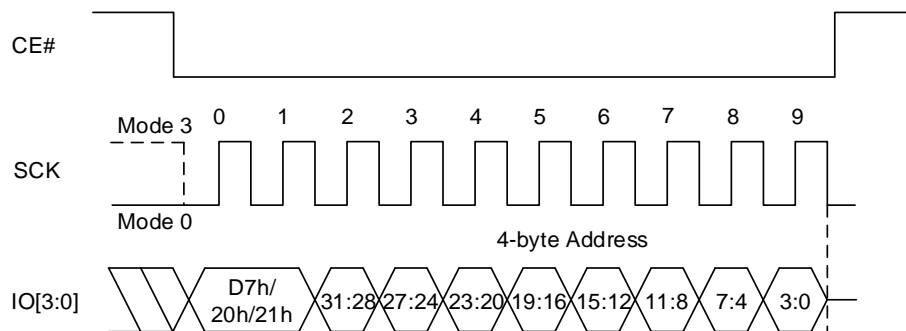 CE#
0 1 2 3 4 5 6 7 8 9
Mode 3
SCK
Mode 0
4-byte Address
IO[3:0]
D7h/
20h/21h
31:28 27:24 23:20 19:16 15:12 11:8 7:4 3:0